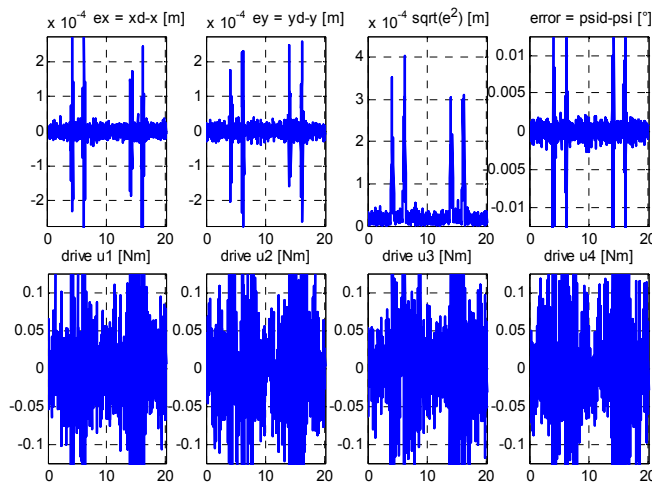 x 10⁻⁴ ex = xd-x [m]
x 10⁻⁴ ey = yd-y [m]
x 10⁻⁴ sqrt(e²) [m]
error = psid-psi [°]
2
1
0
-1
-2
0 10 20
2
1
0
-1
-2
0 10 20
4
3
2
1
0
0 10 20
0.01
0.005
0
-0.005
-0.01
0 10 20
drive u1 [Nm]
drive u2 [Nm]
drive u3 [Nm]
drive u4 [Nm]
0.1
0.05
0
-0.05
-0.1
0 10 20
0.1
0.05
0
-0.05
-0.1
0 10 20
0.1
0.05
0
-0.05
-0.1
0 10 20
0.1
0.05
0
-0.05
-0.1
0 10 20